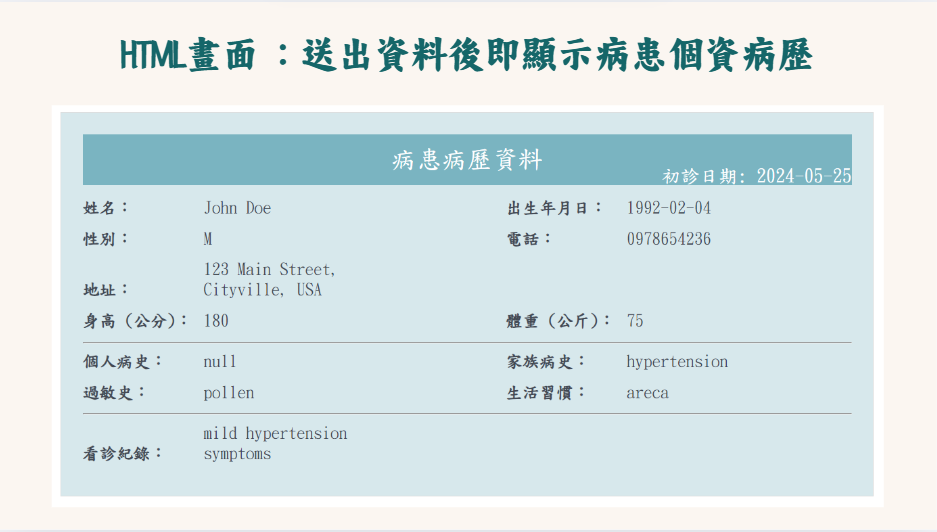 HTML畫面：送出資料後即顯示病患個資病歷
病患病歷資料
初診日期: 2024-05-25
姓名： John Doe 出生年月日： 1992-02-04
性別： M 電話： 0978654236
123 Main Street,
地址： Cityville, USA
身高（公分）： 180 體重（公斤）： 75
個人病史： null 家族病史： hypertension
過敏史： pollen 生活習慣： areca
mild hypertension
看診紀錄： symptoms